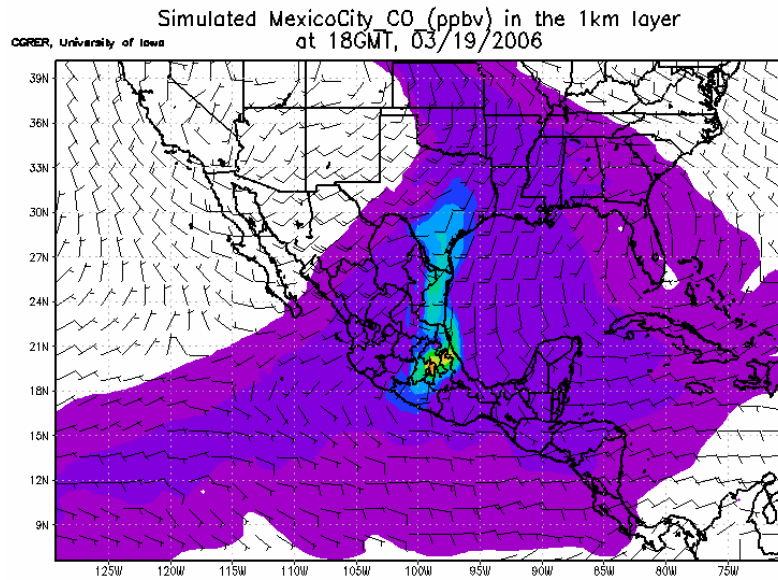 Simulated MexicoCity_CO_(ppbv) in the 1km layer
CGRER, University of Iowa
at 18GMT, 03/19/2006
39N
36N
33N
30N
27N
24N
21N
18N
15N
12N
9N
125W 120W 115W 110W 105W 100W 95W 90W 85W 80W 75W